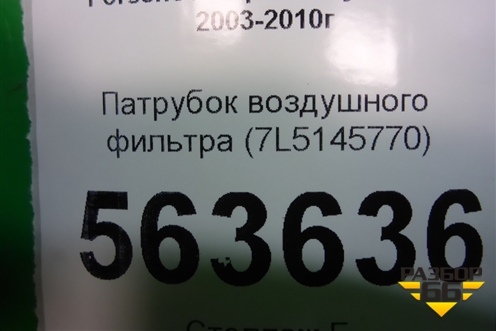 2003-2010г
Патрубок воздушного
фильтра (7L5145770)
563636
РАЗБОР
66